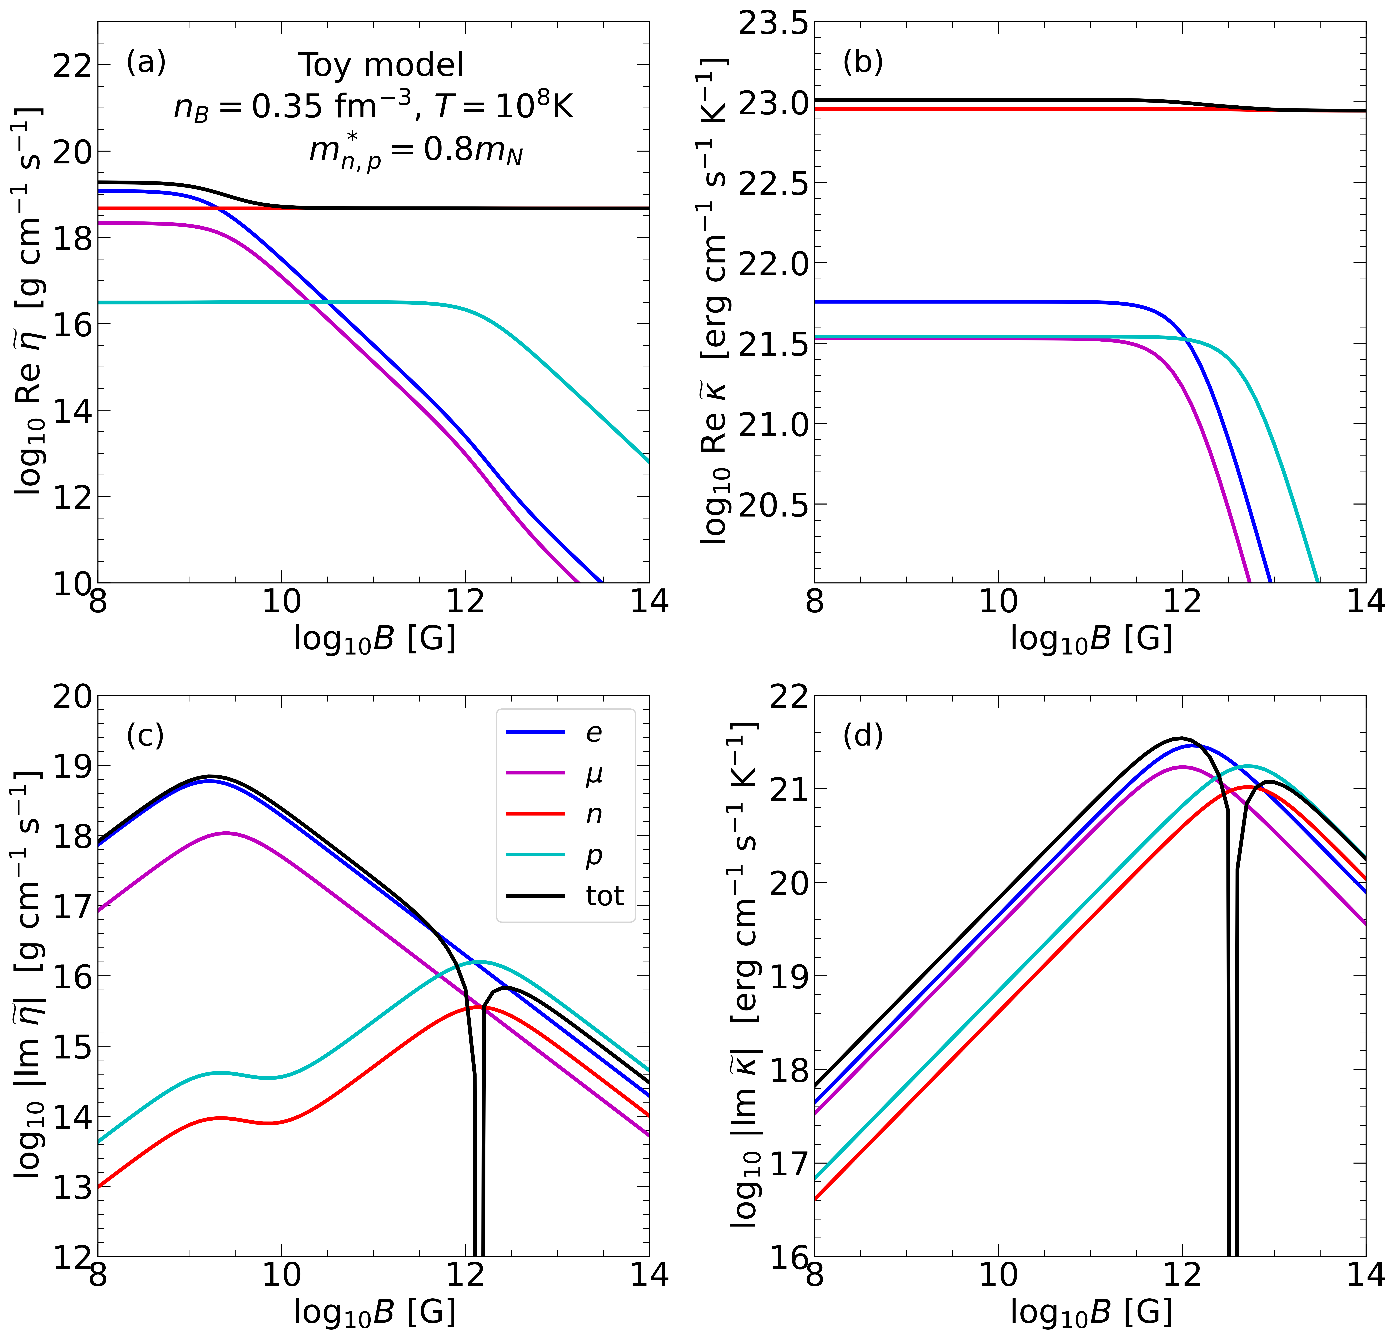 (a)
Toy model
n_B = 0.35 fm⁻³, T = 10⁸K
m*_{n,p} = 0.8m_N
log₁₀ Re η̃ [g cm⁻¹ s⁻¹]
22
20
18
16
14
12
10
8 10 12 14
log₁₀B [G]
(b)
log₁₀ Re κ̃ [erg cm⁻¹ s⁻¹ K⁻¹]
23.5
23.0
22.5
22.0
21.5
21.0
20.5
8 10 12 14
log₁₀B [G]
(c)
log₁₀ |Im η̃| [g cm⁻¹ s⁻¹]
20
19
18
17
16
15
14
13
12
e
μ
n
p
tot
8 10 12 14
log₁₀B [G]
(d)
log₁₀ |Im κ̃| [erg cm⁻¹ s⁻¹ K⁻¹]
22
21
20
19
18
17
16
8 10 12 14
log₁₀B [G]